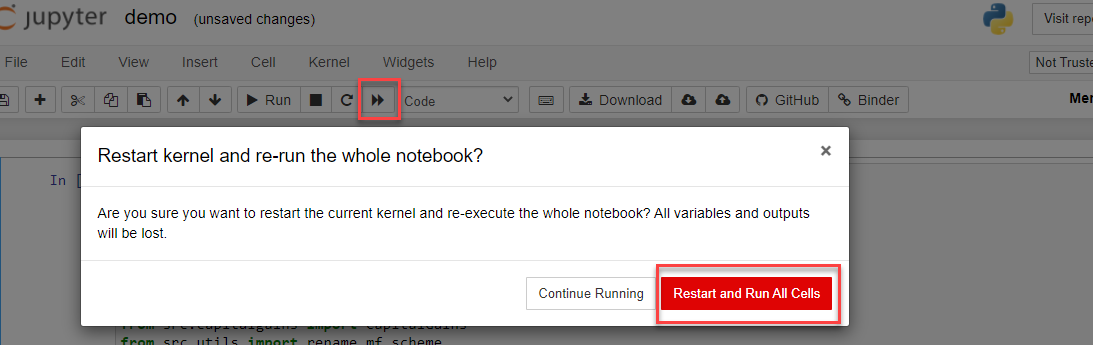 jupyter demo (unsaved changes)
Visit rep
File Edit View Insert Cell Kernel Widgets Help
Not Truste
Run Code Download GitHub Binder
Mer
Restart kernel and re-run the whole notebook? ×
In [
Are you sure you want to restart the current kernel and re-execute the whole notebook? All variables and outputs
will be lost.
Continue Running Restart and Run All Cells
from src.capitalgains import CapitalGains
from src.utils import rename_mf_scheme